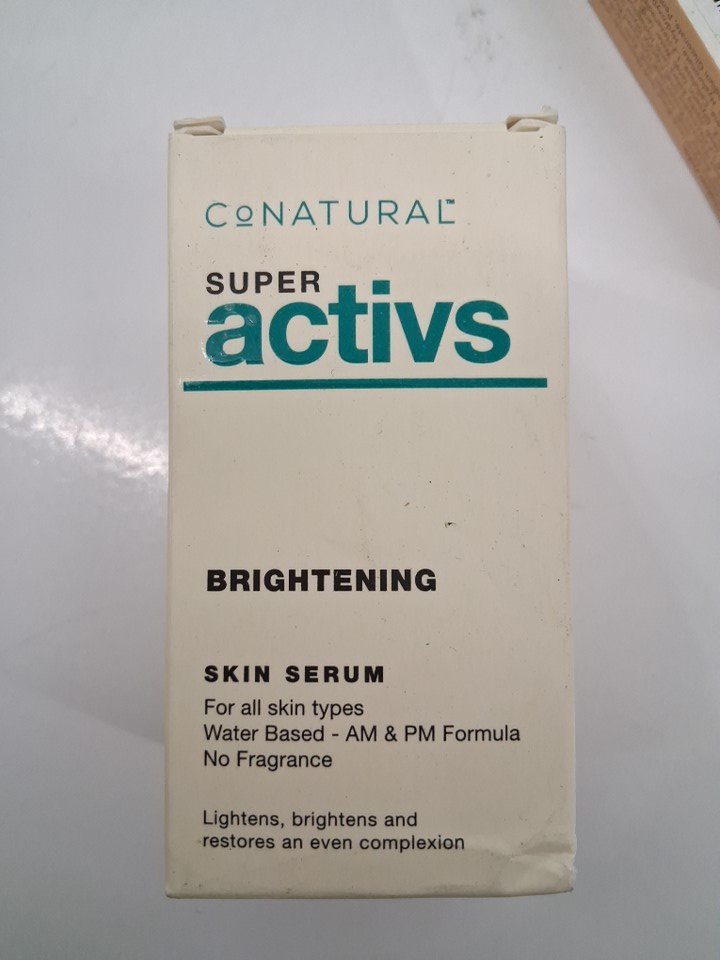 CoNATURAL™
SUPER
activs
BRIGHTENING
SKIN SERUM
For all skin types
Water Based - AM & PM Formula
No Fragrance
Lightens, brightens and
restores an even complexion